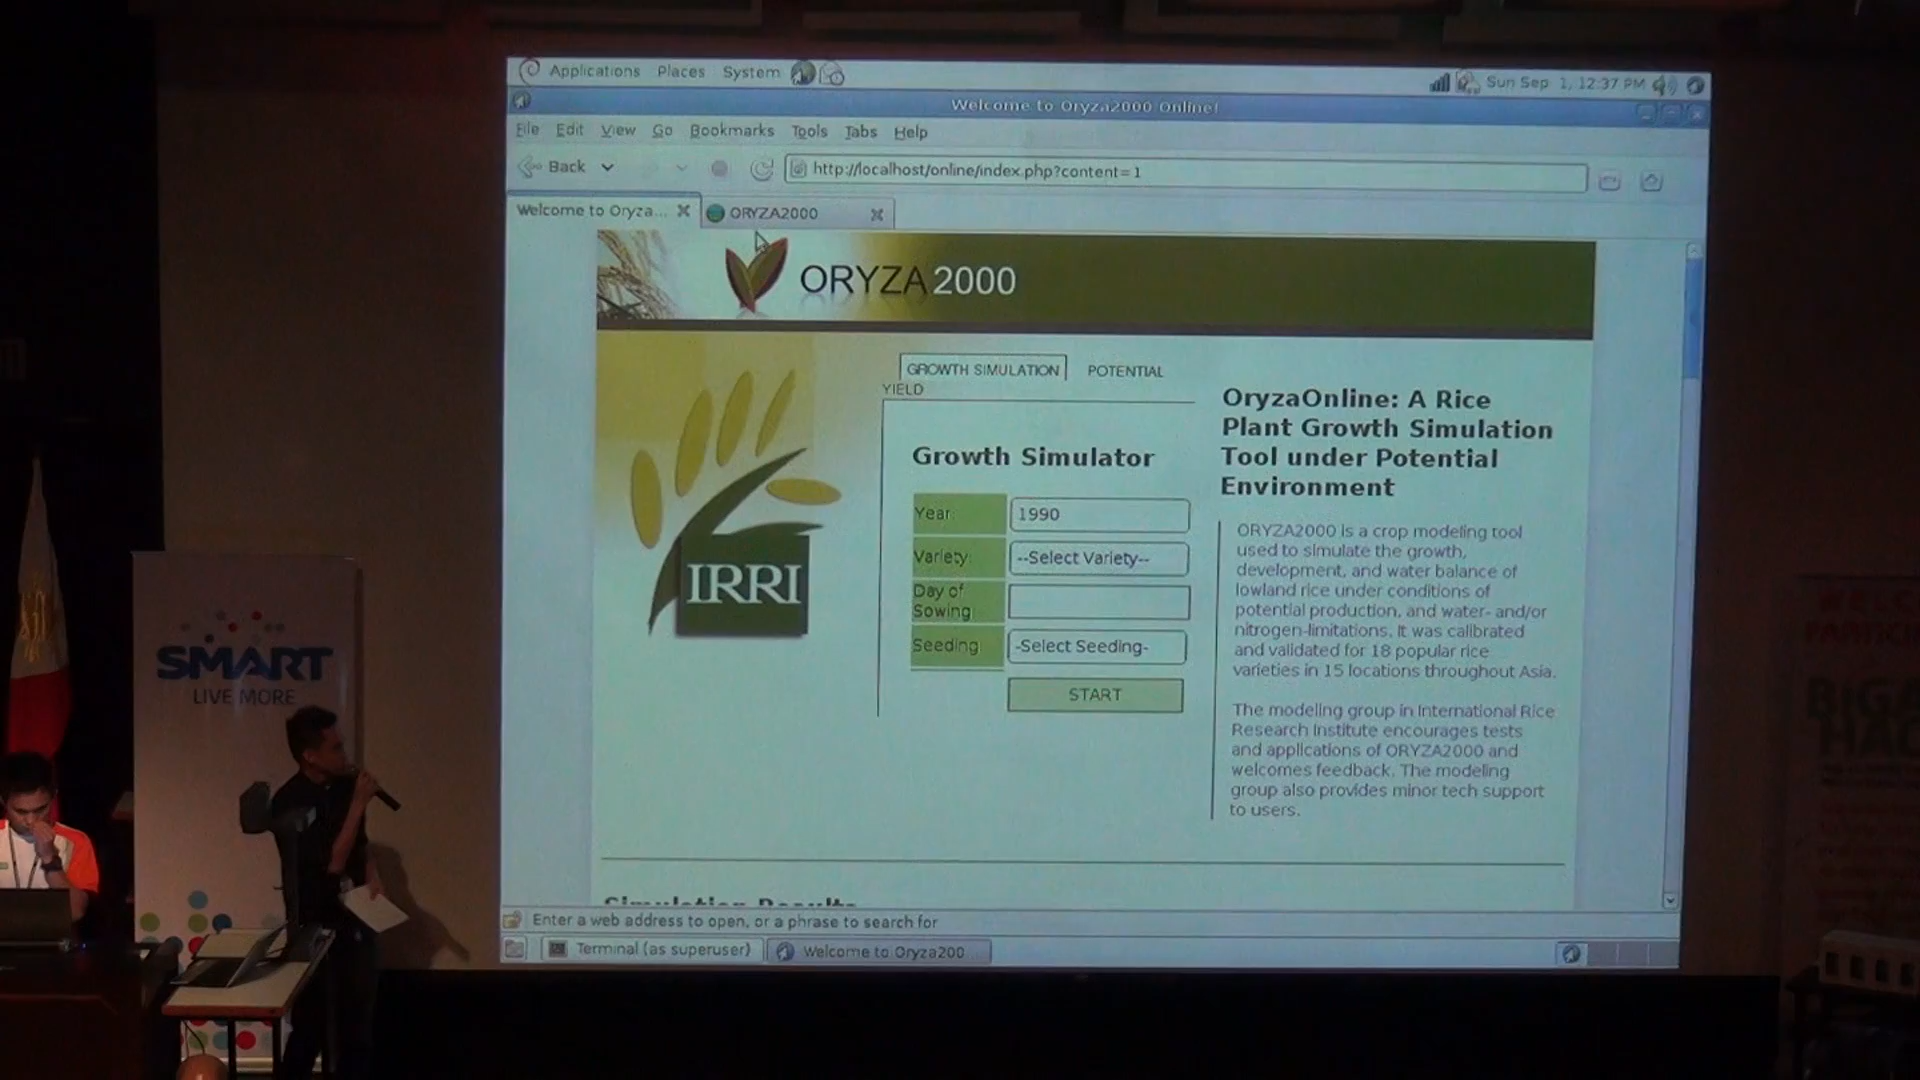 Applications Places System
Sun Sep 1, 12:37 PM
Welcome to Oryza2000 Online!
File Edit View Go Bookmarks Tools Tabs Help
Back
http://localhost/online/index.php?content=1
Welcome to Oryza...
ORYZA2000
ORYZA2000
GROWTH SIMULATION POTENTIAL
YIELD
Growth Simulator
Year:
1990
Variety:
--Select Variety--
Day of
Sowing:
Seeding:
-Select Seeding-
START
IRRI
OryzaOnline: A Rice
Plant Growth Simulation
Tool under Potential
Environment
ORYZA2000 is a crop modeling tool
used to simulate the growth,
development, and water balance of
lowland rice under conditions of
potential production, and water- and/or
nitrogen-limitations. It was calibrated
and validated for 18 popular rice
varieties in 15 locations throughout Asia.
The modeling group in International Rice
Research Institute encourages tests
and applications of ORYZA2000 and
welcomes feedback. The modeling
group also provides minor tech support
to users.
Simulation Results
Enter a web address to open, or a phrase to search for
Terminal (as superuser)
Welcome to Oryza200
SMART
LIVE MORE